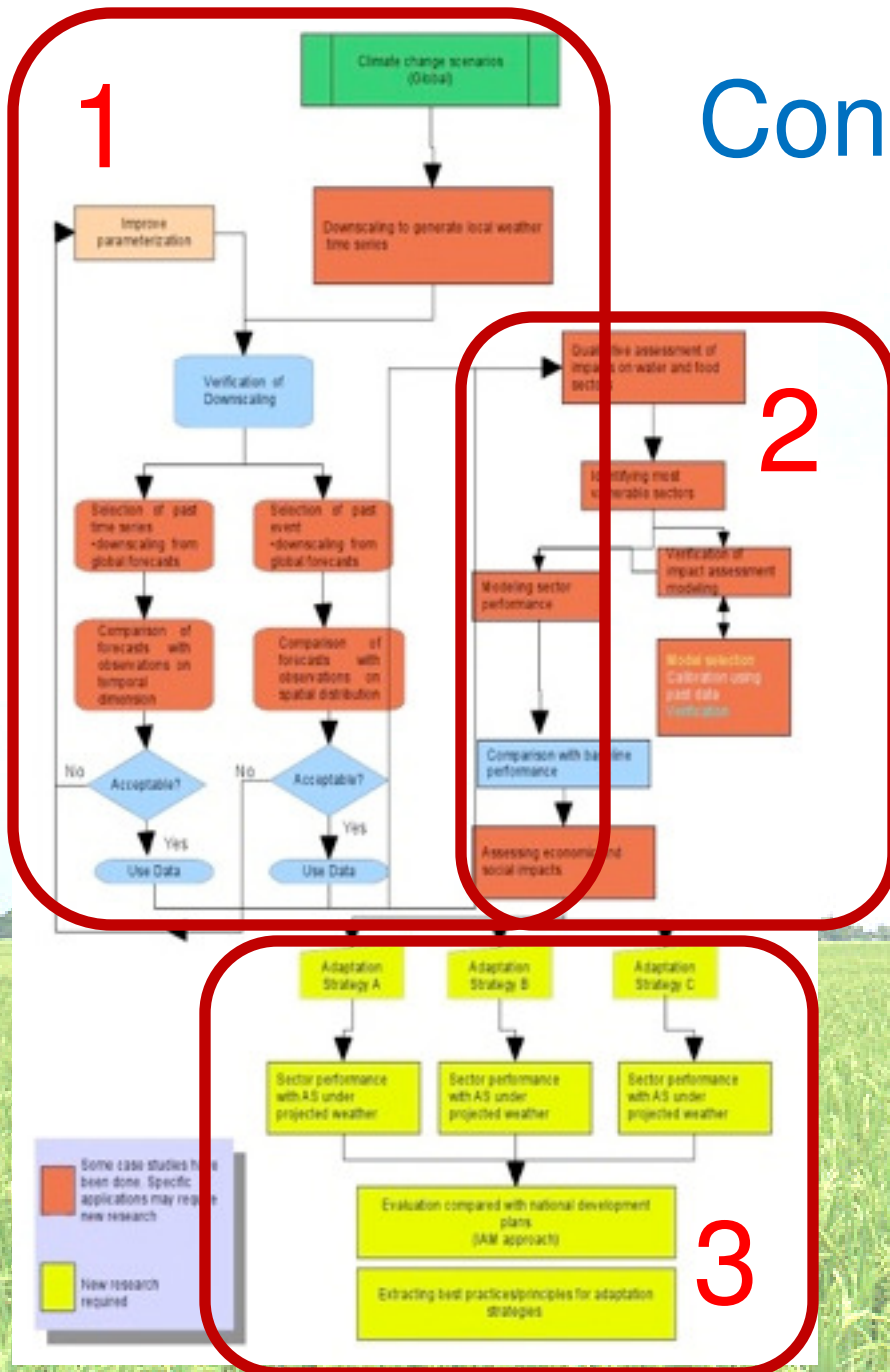 1
Climate change scenarios
(Global)
Con
Improve
parameterization
Downscaling to generate local weather
time series
Verification of
Downscaling
Qualitative assessment of
impacts on water and food
sectors
2
Identifying most
vulnerable sectors
Selection of past
time series
•downscaling from
global forecasts
Selection of past
event
•downscaling from
global forecasts
Verification of
impact assessment
modeling
Modeling sector
performance
Comparison of
forecasts with
observations on
temporal
dimension
Comparison of
forecasts with
observations on
spatial distribution
Model selection
Calibration using
past data
Verification
No
Acceptable?
Yes
No
Acceptable?
Yes
Comparison with baseline
performance
Use Data
Use Data
Assessing economic and
social impacts
Adaptation
Strategy A
Adaptation
Strategy B
Adaptation
Strategy C
Sector performance
with AS under
projected weather
Sector performance
with AS under
projected weather
Sector performance
with AS under
projected weather
Some case studies have
been done. Specific
applications may require
new research
New research
required
Evaluation compared with national development
plans
(IAM approach)
3
Extracting best practices/principles for adaptation
strategies